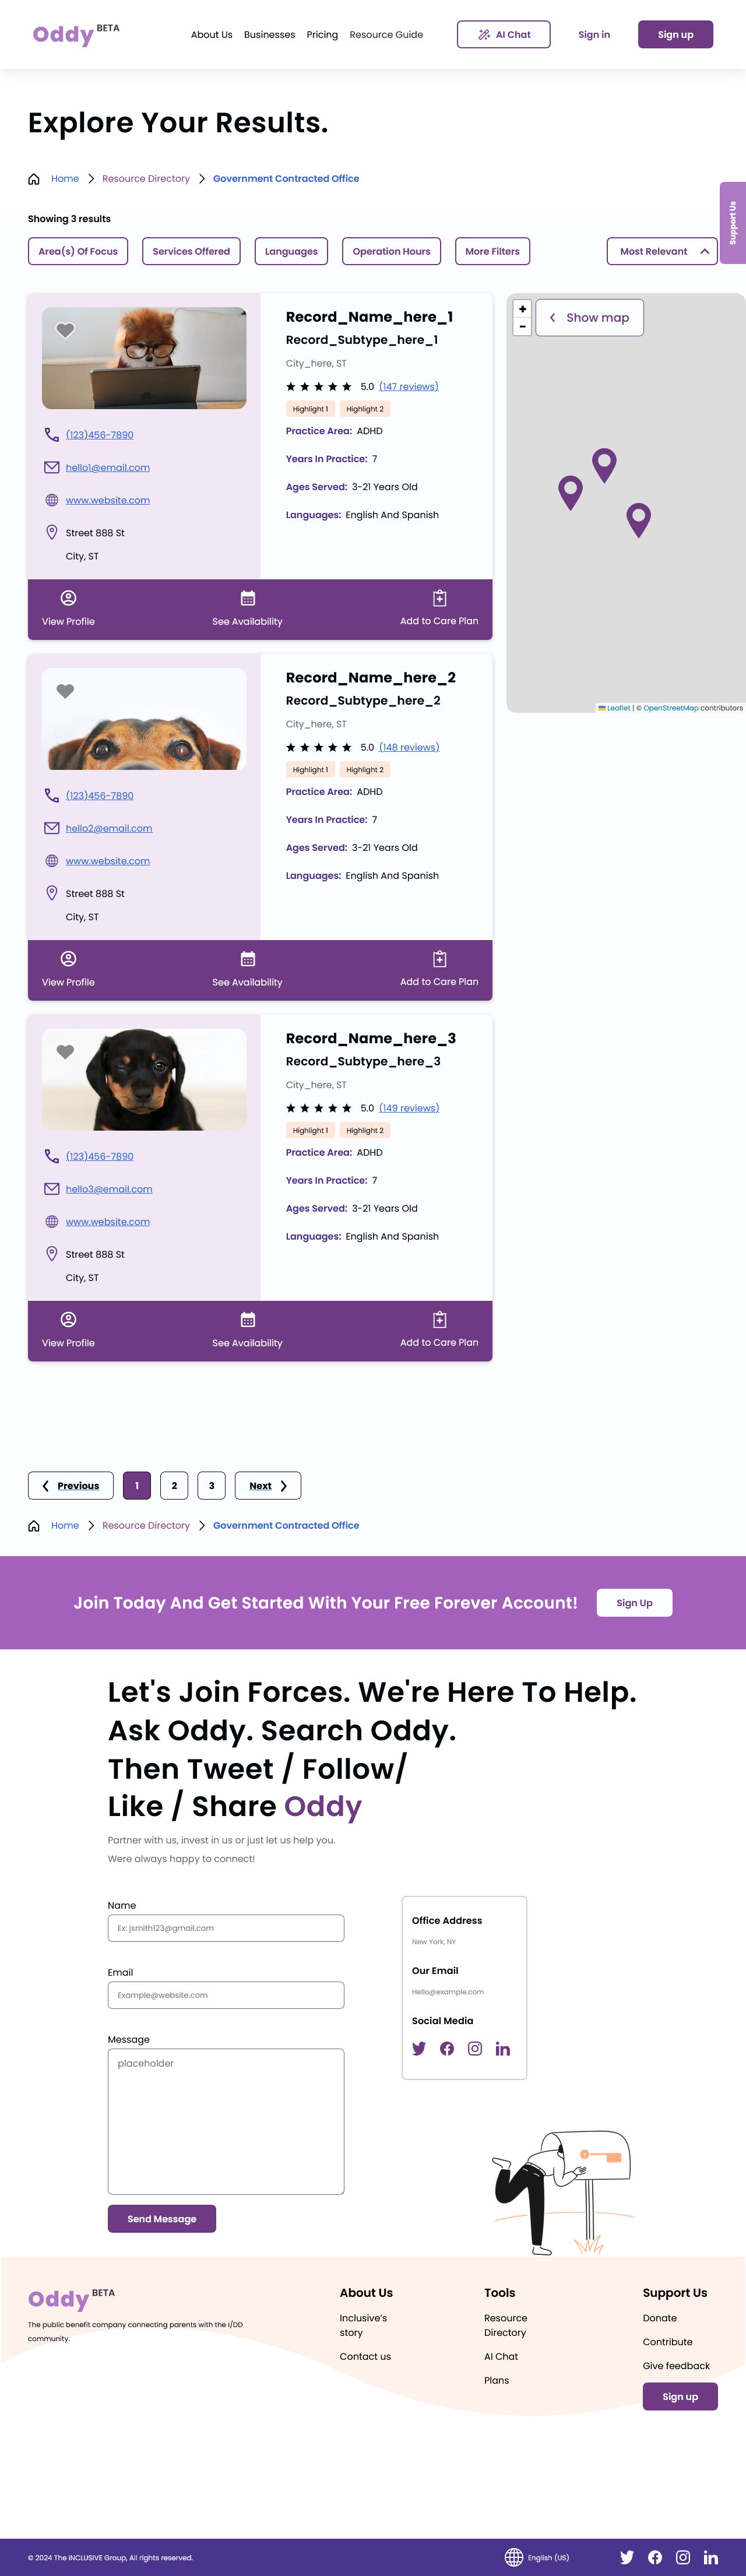 Oddy BETA
About Us Businesses Pricing Resource Guide AI Chat Sign in Sign up
Explore Your Results.
Home Resource Directory Government Contracted Office
Support Us
Showing 3 results
Area(s) Of Focus Services Offered Languages Operation Hours More Filters Most Relevant
(123)456-7890
hello1@email.com
www.website.com
Street 888 St
City, ST
Record_Name_here_1
Record_Subtype_here_1
City_here, ST
5.0 (147 reviews)
Highlight 1 Highlight 2
Practice Area: ADHD
Years In Practice: 7
Ages Served: 3-21 Years Old
Languages: English And Spanish
View Profile See Availability Add to Care Plan
+
-
Show map
Leaflet | © OpenStreetMap contributors
(123)456-7890
hello2@email.com
www.website.com
Street 888 St
City, ST
Record_Name_here_2
Record_Subtype_here_2
City_here, ST
5.0 (148 reviews)
Highlight 1 Highlight 2
Practice Area: ADHD
Years In Practice: 7
Ages Served: 3-21 Years Old
Languages: English And Spanish
View Profile See Availability Add to Care Plan
(123)456-7890
hello3@email.com
www.website.com
Street 888 St
City, ST
Record_Name_here_3
Record_Subtype_here_3
City_here, ST
5.0 (149 reviews)
Highlight 1 Highlight 2
Practice Area: ADHD
Years In Practice: 7
Ages Served: 3-21 Years Old
Languages: English And Spanish
View Profile See Availability Add to Care Plan
Previous 1 2 3 Next
Home Resource Directory Government Contracted Office
Join Today And Get Started With Your Free Forever Account! Sign Up
Let's Join Forces. We're Here To Help.
Ask Oddy. Search Oddy.
Then Tweet / Follow/
Like / Share Oddy
Partner with us, invest in us or just let us help you.
Were always happy to connect!
Name
Ex: jsmith123@gmail.com
Email
Example@website.com
Message
placeholder
Send Message
Office Address
New York, NY
Our Email
Hello@example.com
Social Media
Oddy BETA
The public benefit company connecting parents with the I/DD
community.
About Us
Inclusive's
story
Contact us
Tools
Resource
Directory
AI Chat
Plans
Support Us
Donate
Contribute
Give feedback
Sign up
© 2024 The INCLUSIVE Group, All rights reserved.
English (US)